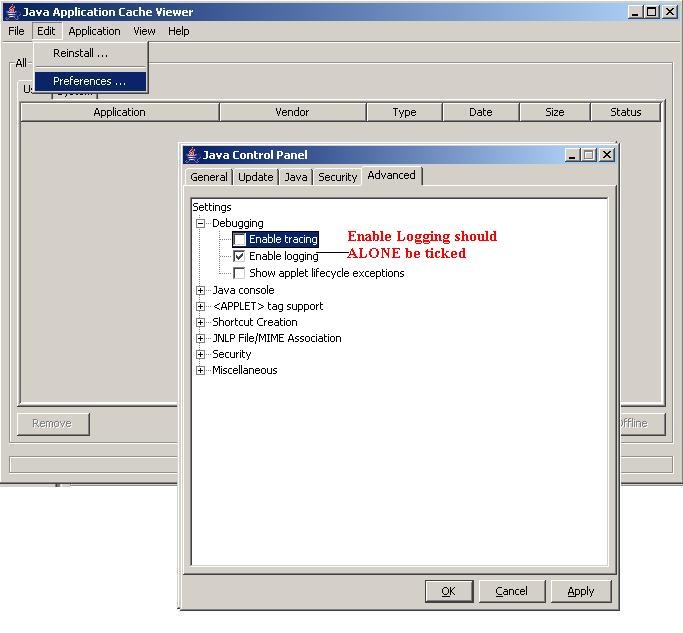 Java Application Cache Viewer
File Edit Application View Help
Reinstall ...
Preferences ...
All
Application Vendor Type Date Size Status
Java Control Panel
General Update Java Security Advanced
Settings
Debugging
Enable tracing
Enable logging
Show applet lifecycle exceptions
Java console
<APPLET> tag support
Shortcut Creation
JNLP File/MIME Association
Security
Miscellaneous
Enable Logging should
ALONE be ticked
Remove
OK Cancel Apply